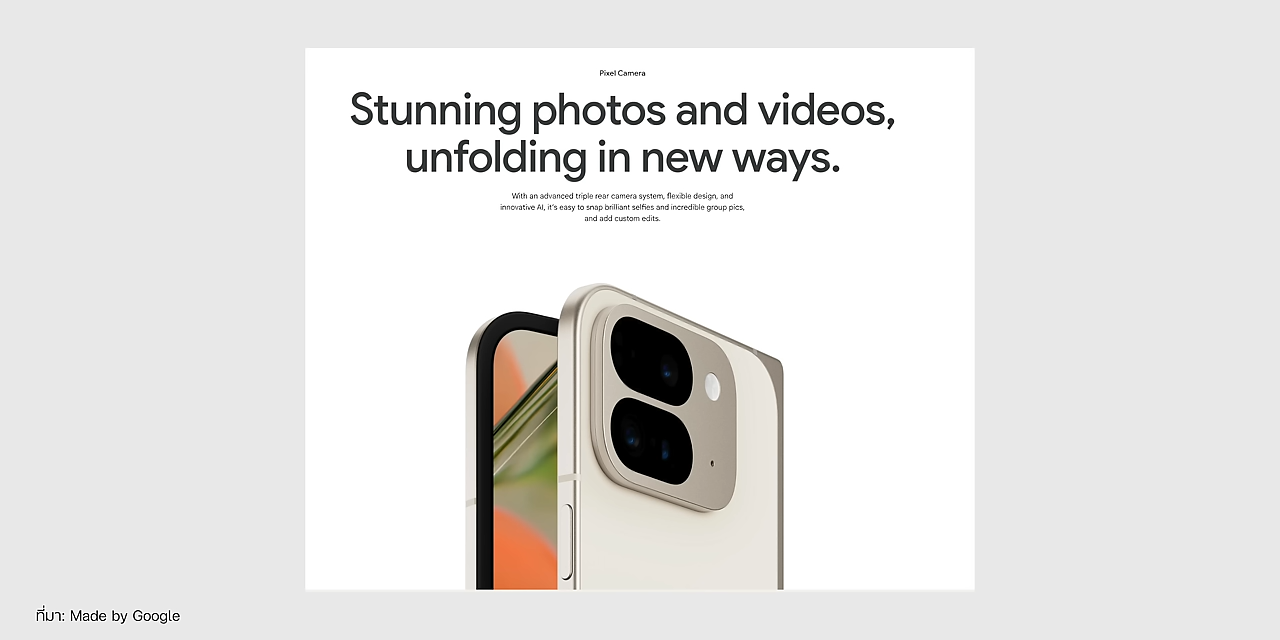 Pixel Camera
Stunning photos and videos,
unfolding in new ways.
With an advanced triple rear camera system, flexible design, and
innovative AI, it's easy to snap brilliant selfies and incredible group pics,
and add custom edits.
ที่มา: Made by Google